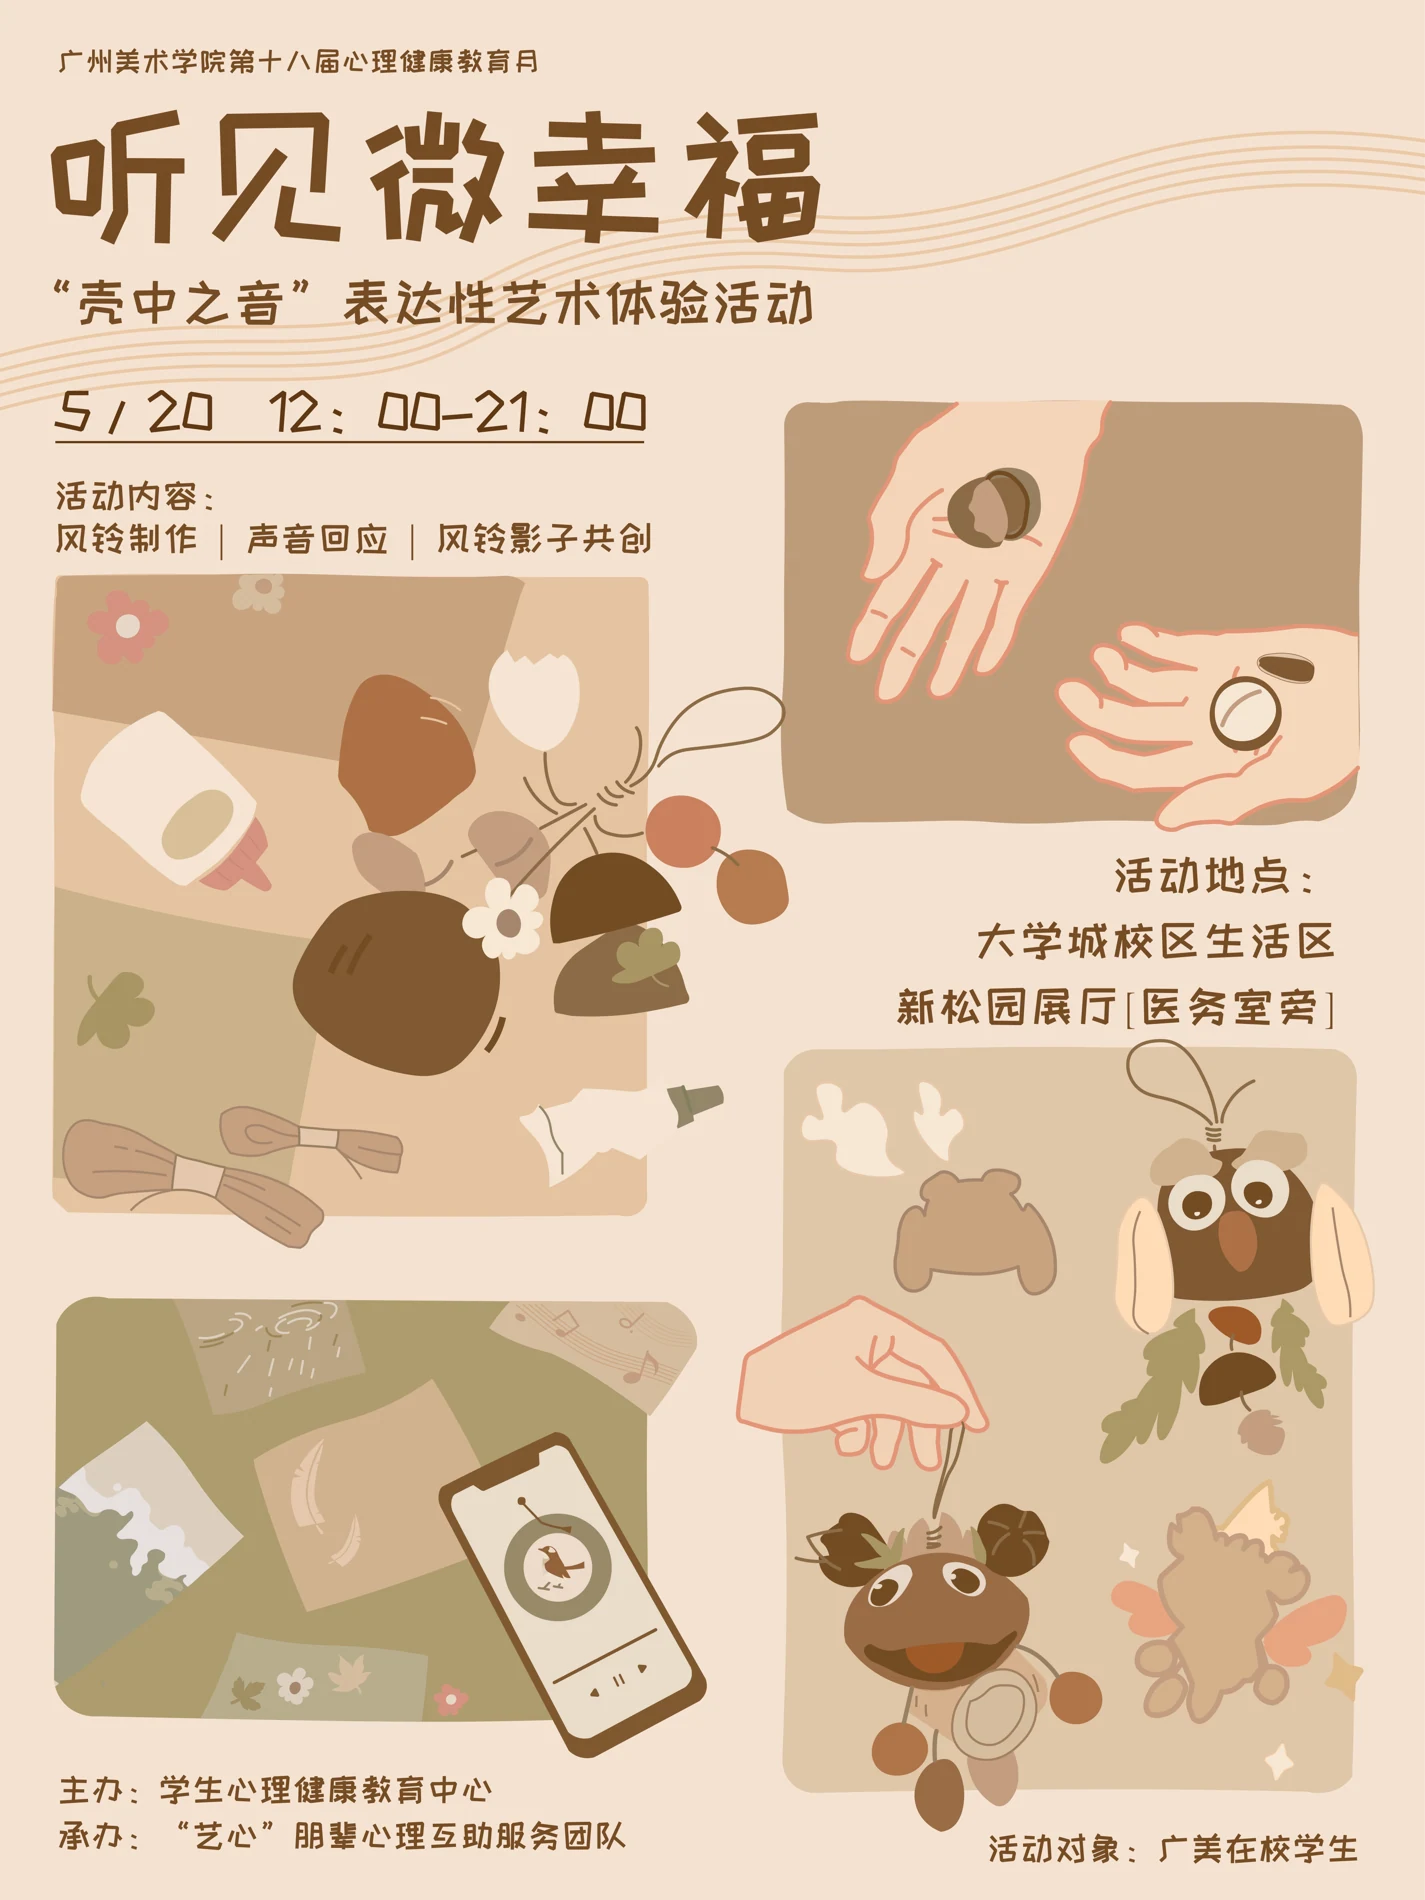 广州美术学院第十八届心理健康教育月
听见微幸福
“壳中之音”表达性艺术体验活动
5/20 12：00—21：00
活动内容：
风铃制作｜声音回应｜风铃影子共创
活动地点：
大学城校区生活区
新松园展厅[医务室旁]
主办：学生心理健康教育中心
承办：“艺心”朋辈心理互助服务团队
活动对象：广美在校学生